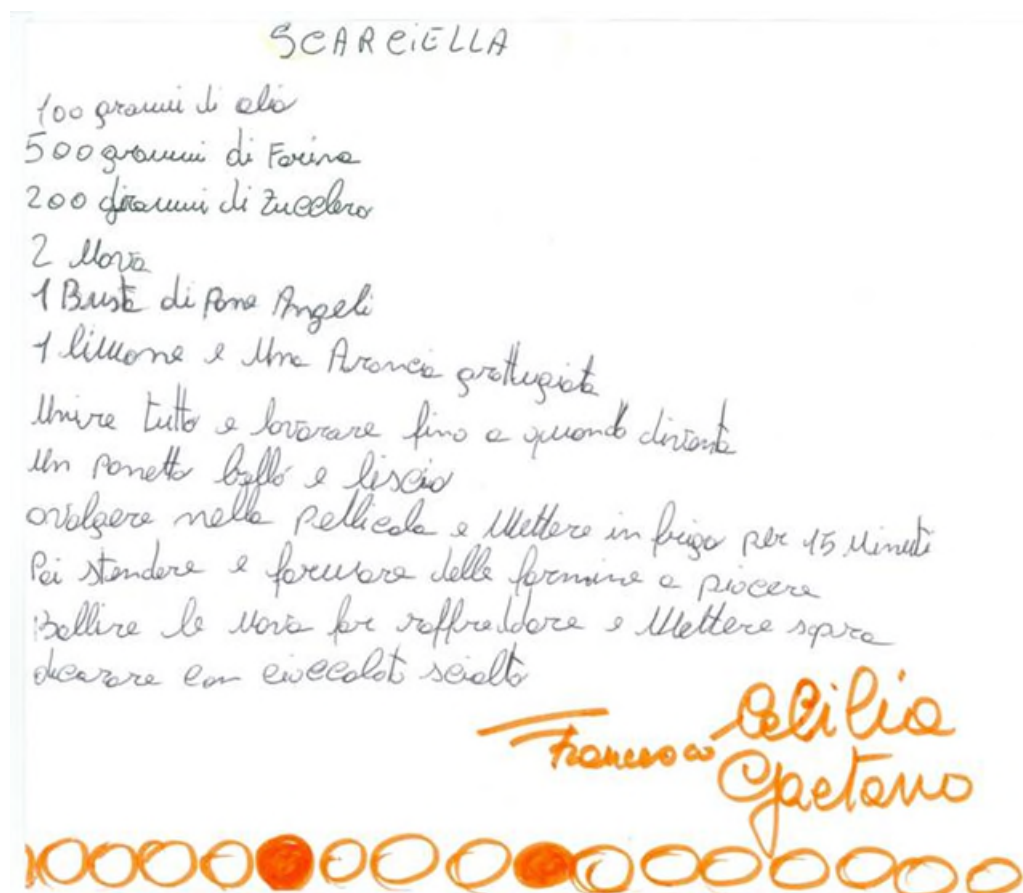 SCARCIELLA
100 grammi di olio
500 grammi di Farina
200 grammi di Zucchero
2 Uova
1 Busta di Pane Angeli
1 limone e Una Arancia grattugiata
Unire tutto e lavorare fino a quando diventa
Un panetto bello e liscio
avolgere nella pellicola e Mettere in frigo per 15 Minuti
Poi stendere e formare delle formine a piacere
Bollire le Uova far raffreddare e Mettere sopra
decorare con cioccolato sciolto
Francesco Cecilia
Gaetano